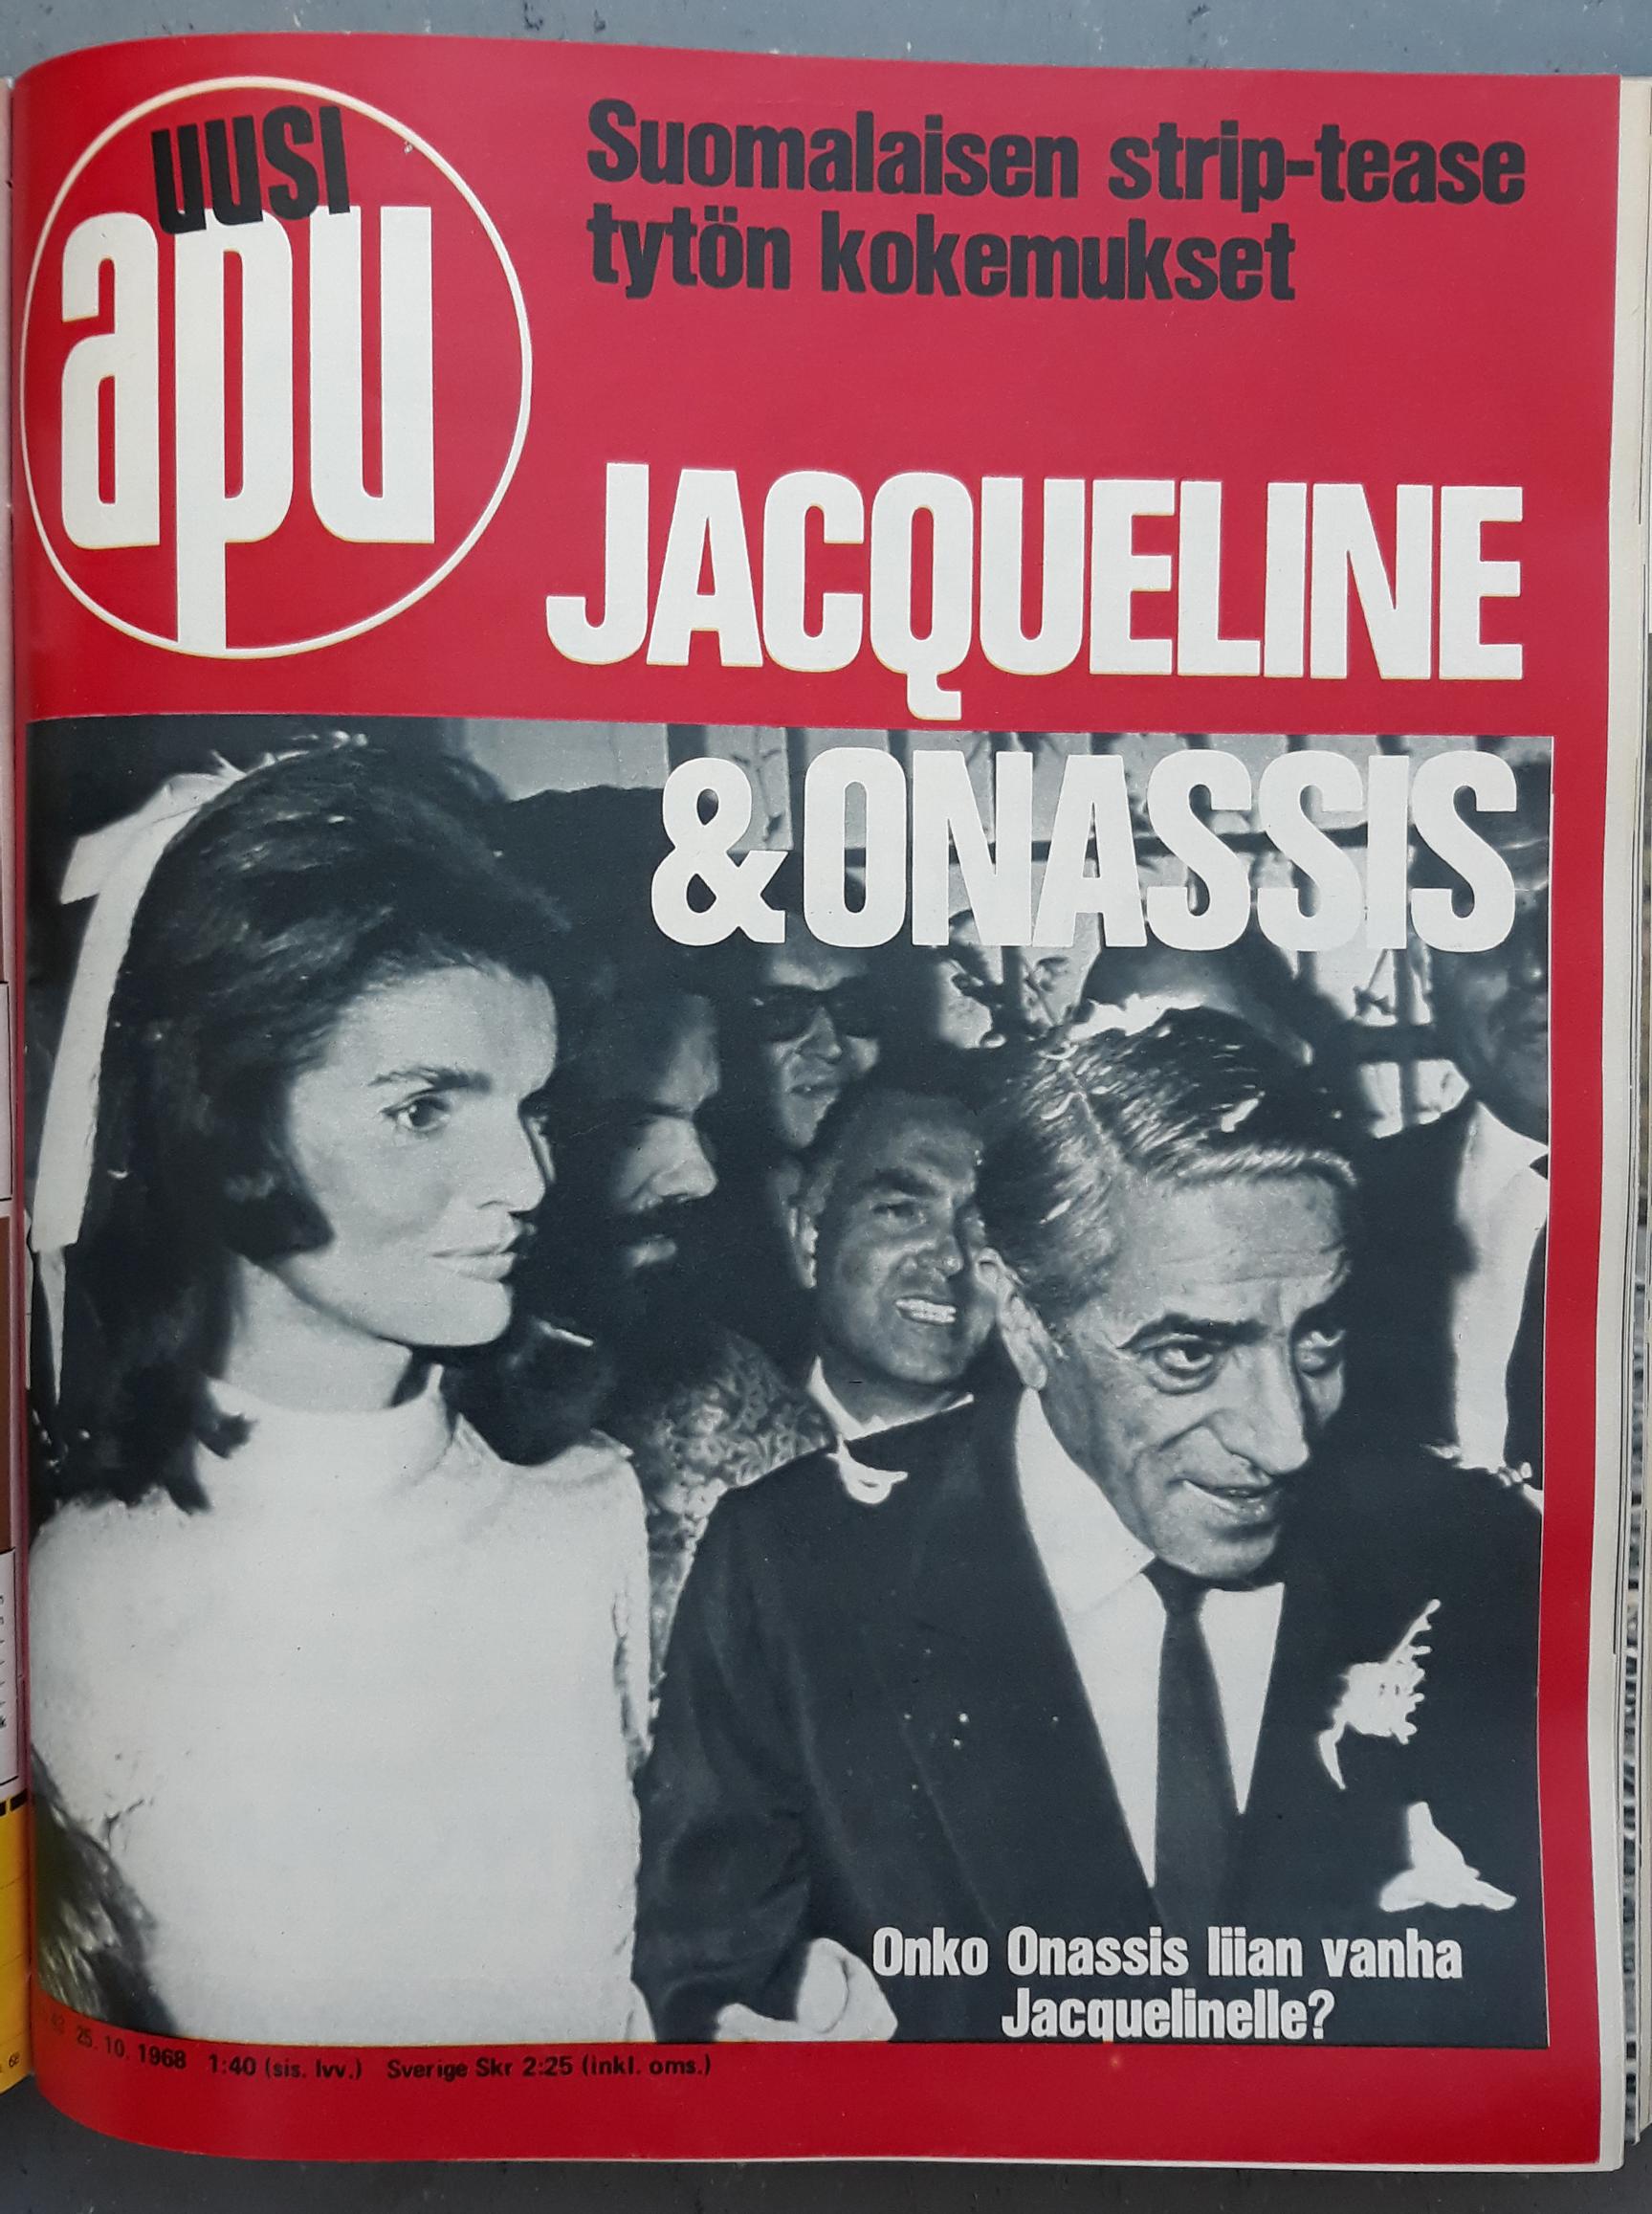 uusi
apu
Suomalaisen strip-tease
tytön kokemukset
JACQUELINE
& ONASSIS
Onko Onassis liian vanha
Jacquelinelle?
25. 10. 1968 1:40 (sis. lvv.) Sverige Skr 2:25 (inkl. oms.)